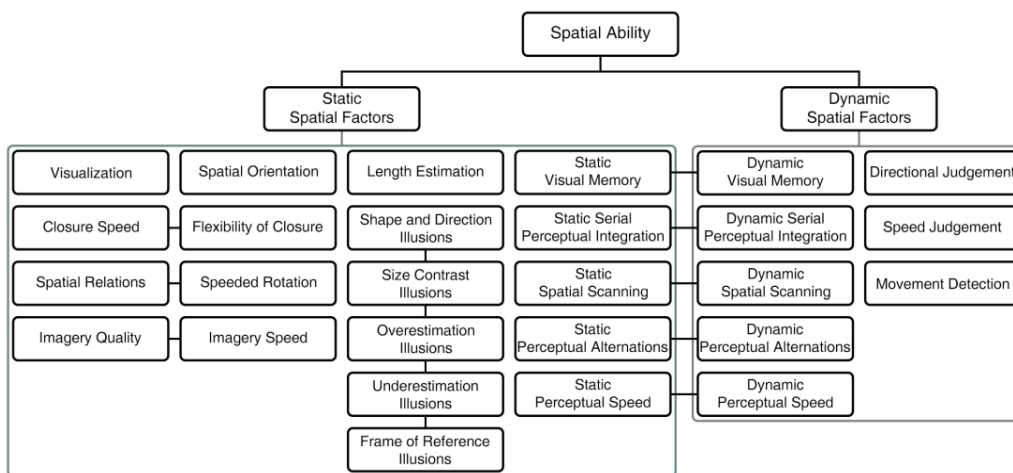 Spatial Ability
Static
Spatial Factors
Dynamic
Spatial Factors
Visualization
Spatial Orientation
Length Estimation
Static
Visual Memory
Dynamic
Visual Memory
Directional Judgement
Closure Speed
Flexibility of Closure
Shape and Direction
Illusions
Static Serial
Perceptual Integration
Dynamic Serial
Perceptual Integration
Speed Judgement
Spatial Relations
Speeded Rotation
Size Contrast
Illusions
Static
Spatial Scanning
Dynamic
Spatial Scanning
Movement Detection
Imagery Quality
Imagery Speed
Overestimation
Illusions
Static
Perceptual Alternations
Dynamic
Perceptual Alternations
Underestimation
Illusions
Static
Perceptual Speed
Dynamic
Perceptual Speed
Frame of Reference
Illusions